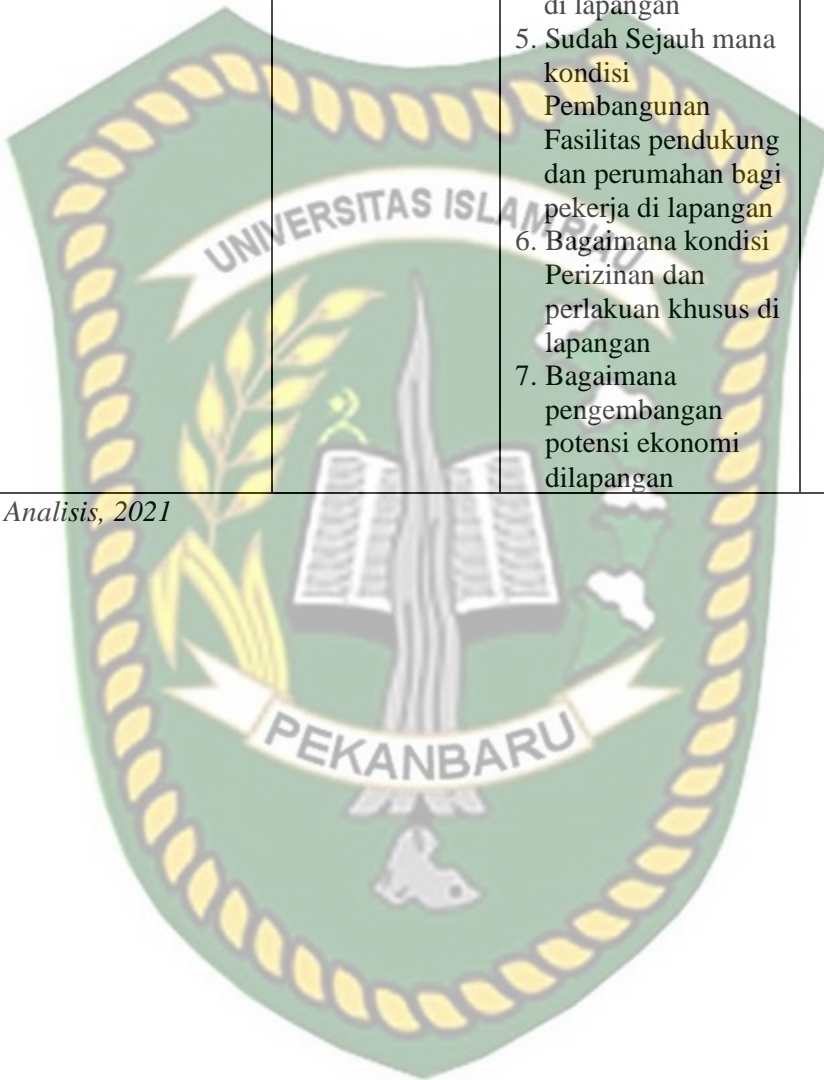 di lapangan
5. Sudah Sejauh mana
kondisi
Pembangunan
Fasilitas pendukung
dan perumahan bagi
pekerja di lapangan
6. Bagaimana kondisi
Perizinan dan
perlakuan khusus di
lapangan
7. Bagaimana
pengembangan
potensi ekonomi
dilapangan
Analisis, 2021
UNIVERSITAS ISLAM RIAU
PEKANBARU